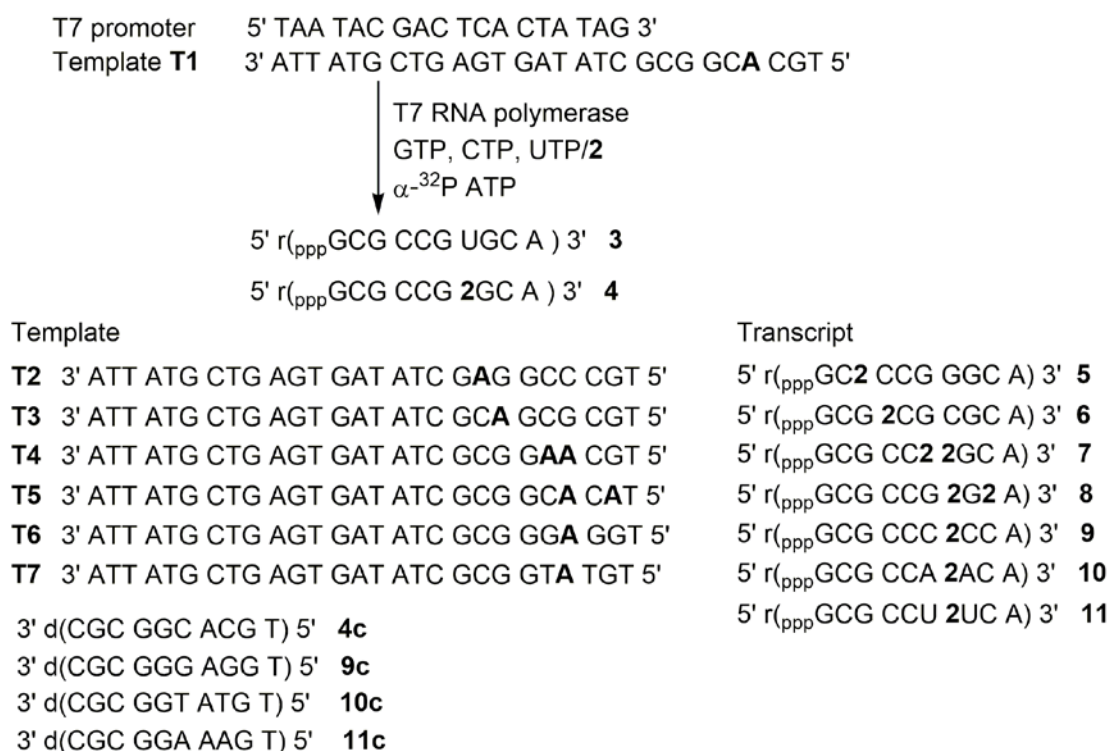 T7 promoter 5' TAA TAC GAC TCA CTA TAG 3'
Template T1 3' ATT ATG CTG AGT GAT ATC GCG GCA CGT 5'
T7 RNA polymerase
GTP, CTP, UTP/2
α-³²P ATP
5' r(pppGCG CCG UGC A ) 3' 3
5' r(pppGCG CCG 2GC A ) 3' 4
Template Transcript
T2 3' ATT ATG CTG AGT GAT ATC GAG GCC CGT 5' 5' r(pppGC2 CCG GGC A) 3' 5
T3 3' ATT ATG CTG AGT GAT ATC GCA GCG CGT 5' 5' r(pppGCG 2CG CGC A) 3' 6
T4 3' ATT ATG CTG AGT GAT ATC GCG GAA CGT 5' 5' r(pppGCG CC2 2GC A) 3' 7
T5 3' ATT ATG CTG AGT GAT ATC GCG GCA CAT 5' 5' r(pppGCG CCG 2G2 A) 3' 8
T6 3' ATT ATG CTG AGT GAT ATC GCG GGA GGT 5' 5' r(pppGCG CCC 2CC A) 3' 9
T7 3' ATT ATG CTG AGT GAT ATC GCG GTA TGT 5' 5' r(pppGCG CCA 2AC A) 3' 10
5' r(pppGCG CCU 2UC A) 3' 11
3' d(CGC GGC ACG T) 5' 4c
3' d(CGC GGG AGG T) 5' 9c
3' d(CGC GGT ATG T) 5' 10c
3' d(CGC GGA AAG T) 5' 11c